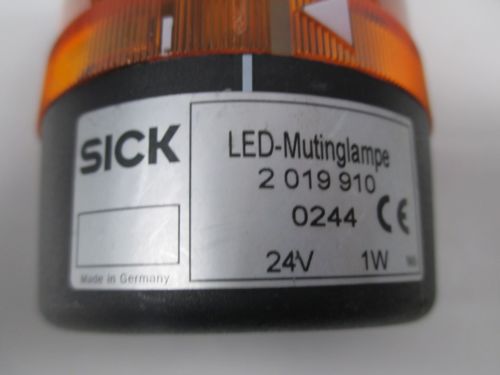 SICK
Made in Germany
LED-Mutinglampe
2 019 910
0244 CE
24V 1W